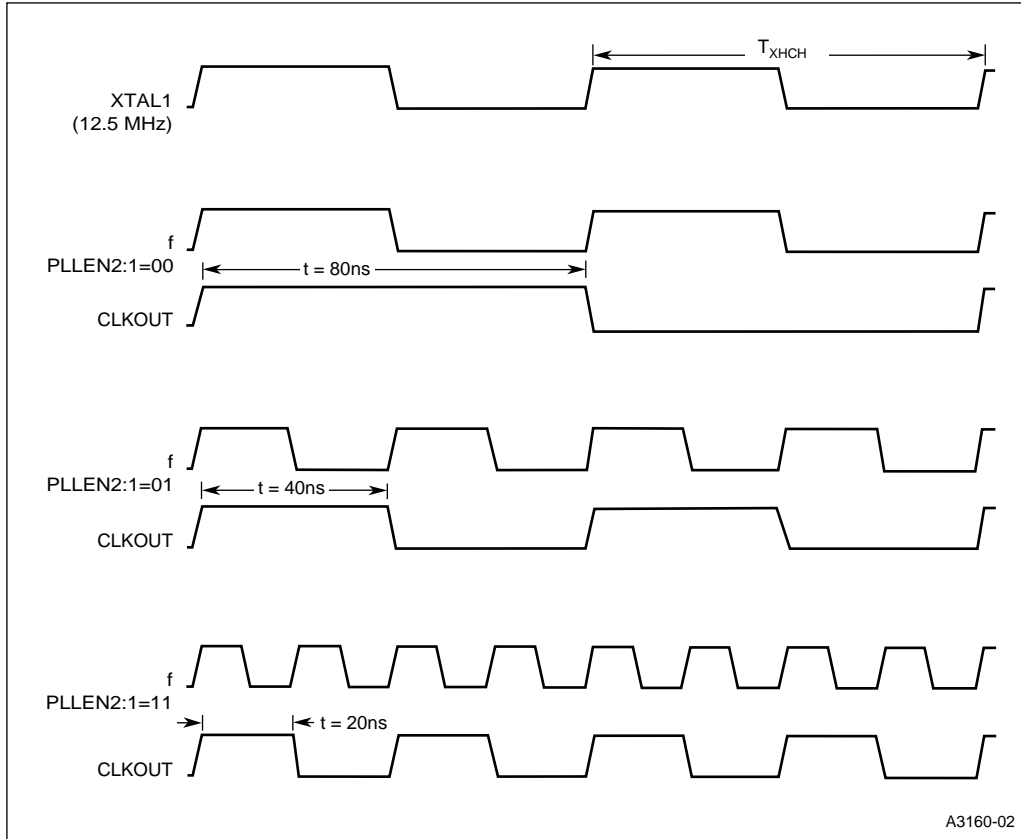 T_XHCH
XTAL1
(12.5 MHz)
f
PLLEN2:1=00
t = 80ns
CLKOUT
f
PLLEN2:1=01
t = 40ns
CLKOUT
f
PLLEN2:1=11
t = 20ns
CLKOUT
A3160-02